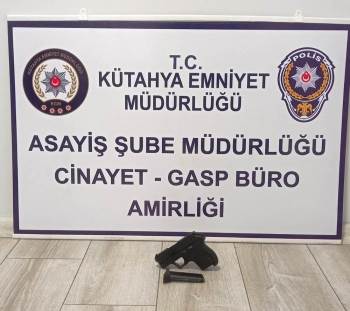 T.C.
KÜTAHYA EMNİYET
MÜDÜRLÜĞÜ
POLİS
ASAYİŞ ŞUBE MÜDÜRLÜĞÜ
CİNAYET - GASP BÜRO
AMİRLİĞİ